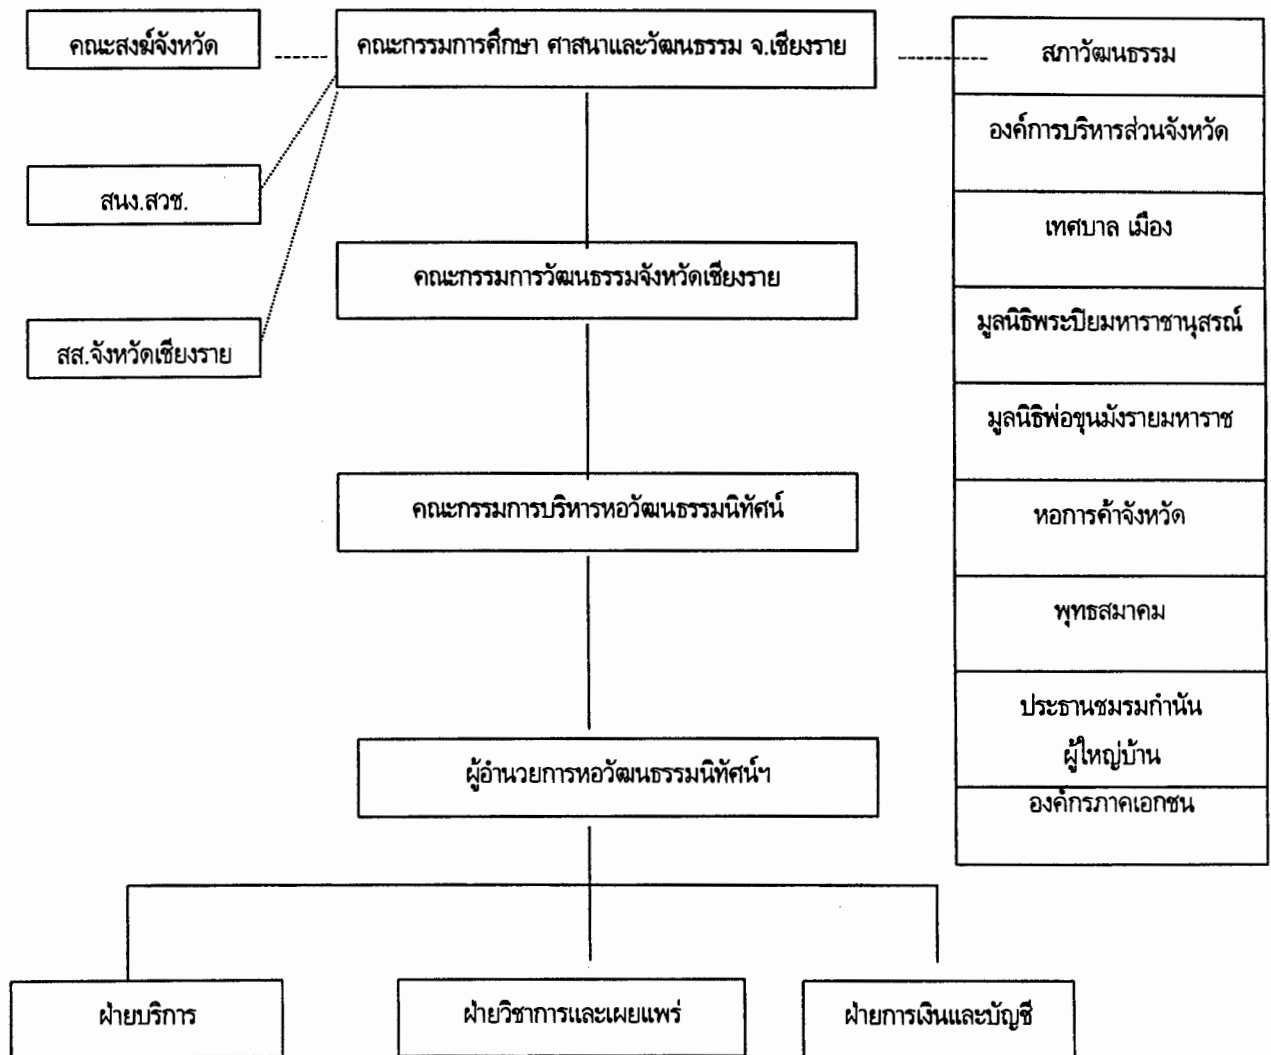 คณะสงฆ์จังหวัด
คณะกรรมการศึกษา ศาสนาและวัฒนธรรม จ.เชียงราย
สภาวัฒนธรรม
องค์การบริหารส่วนจังหวัด
สนง.สวช.
เทศบาล เมือง
คณะกรรมการวัฒนธรรมจังหวัดเชียงราย
มูลนิธิพระปิยมหาราชานุสรณ์
สส.จังหวัดเชียงราย
มูลนิธิพ่อขุนมังรายมหาราช
คณะกรรมการบริหารหอวัฒนธรรมนิทัศน์
หอการค้าจังหวัด
พุทธสมาคม
ประธานชมรมกำนัน
ผู้ใหญ่บ้าน
ผู้อำนวยการหอวัฒนธรรมนิทัศน์ฯ
องค์กรภาคเอกชน
ฝ่ายบริการ
ฝ่ายวิชาการและเผยแพร่
ฝ่ายการเงินและบัญชี